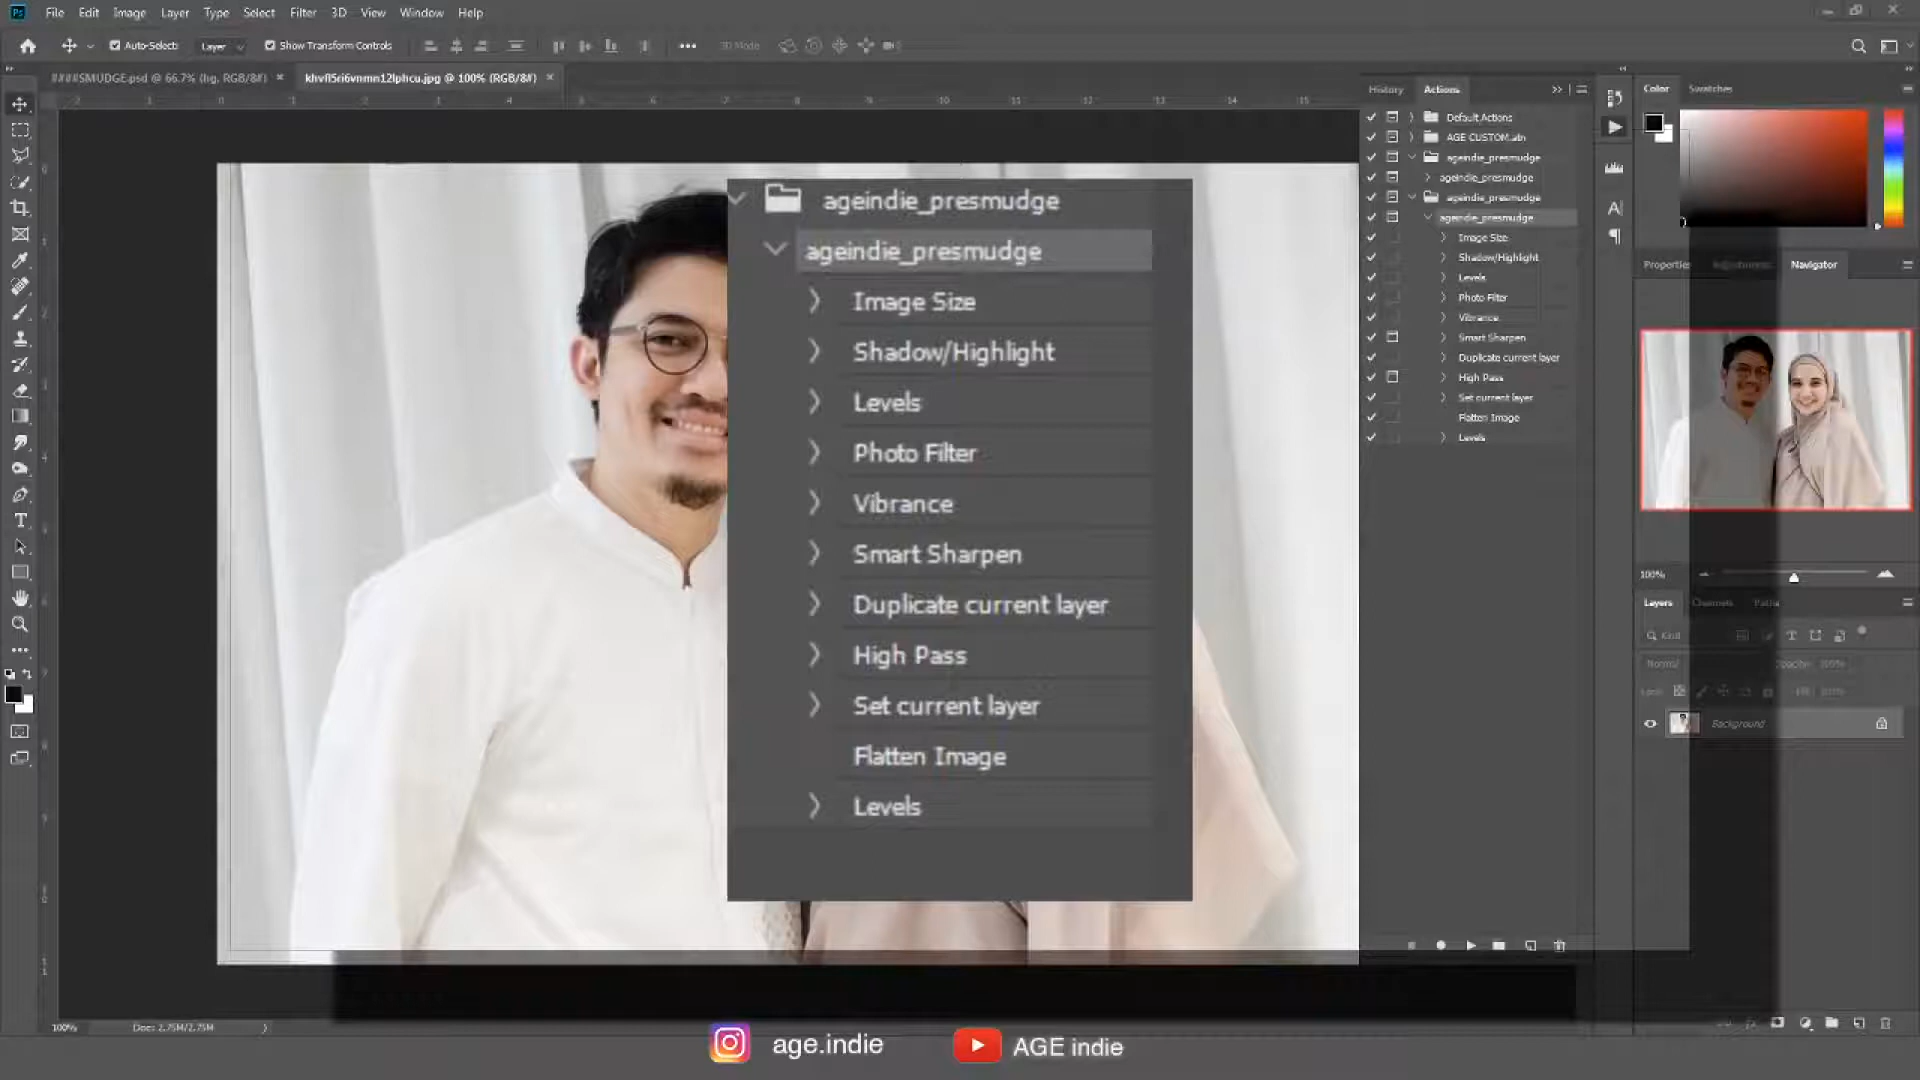 Ps File Edit Image Layer Type Select Filter 3D View Window Help
Auto-Select: Layer Show Transform Controls 3D Mode
####SMUDGE.psd @ 66.7% (hg, RGB/8#) × khvfl5ri6vnmn12lphcu.jpg @ 100% (RGB/8#) ×
History Actions
Default Actions
AGE CUSTOM.atn
ageindie_presmudge
ageindie_presmudge
ageindie_presmudge
ageindie_presmudge
Image Size
Shadow/Highlight
Levels
Photo Filter
Vibrance
Smart Sharpen
Duplicate current layer
High Pass
Set current layer
Flatten Image
Levels
ageindie_presmudge
ageindie_presmudge
Image Size
Shadow/Highlight
Levels
Photo Filter
Vibrance
Smart Sharpen
Duplicate current layer
High Pass
Set current layer
Flatten Image
Levels
Color Swatches
Properties Adjustments Navigator
100%
Layers Channels Paths
Kind
Normal Opacity: 100%
Lock: Fill: 100%
Background
100% Doc: 2.75M/2.75M
age.indie AGE indie